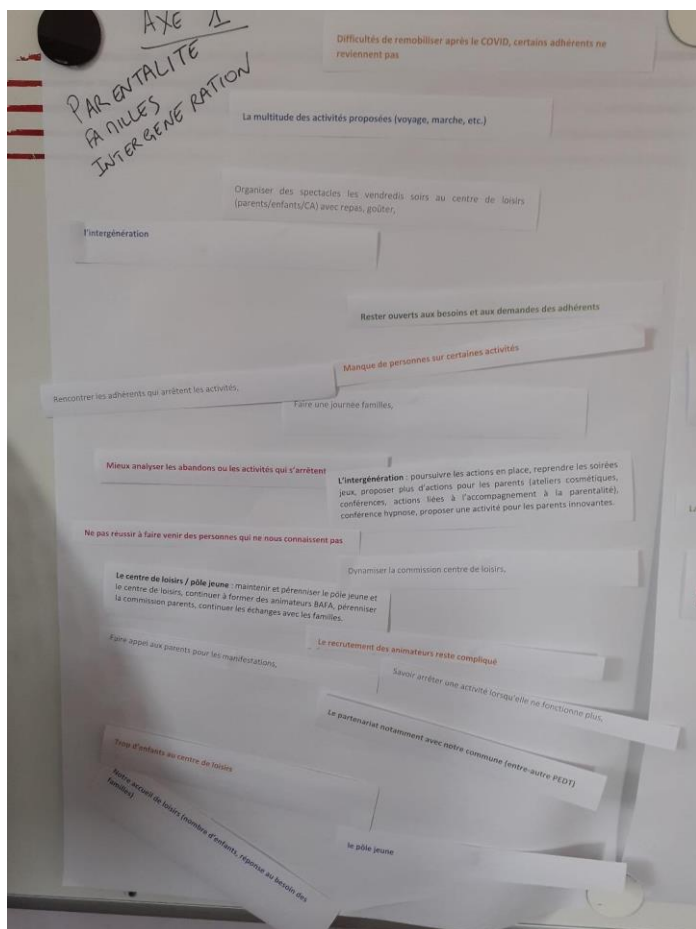 AXE 1
PARENTALITE
FAMILLES
INTERGENERATION
Difficultés de remobiliser après le COVID, certains adhérents ne
reviennent pas
La multitude des activités proposées (voyage, marche, etc.)
Organiser des spectacles les vendredis soirs au centre de loisirs
(parents/enfants/CA) avec repas, goûter,
l'intergénération
Rester ouverts aux besoins et aux demandes des adhérents
Manque de personnes sur certaines activités
Rencontrer les adhérents qui arrêtent les activités,
Faire une journée familles,
Mieux analyser les abandons ou les activités qui s'arrêtent
L'intergénération : poursuivre les actions en place, reprendre les soirées
jeux, proposer plus d'actions pour les parents (ateliers cosmétiques,
conférences, actions liées à l'accompagnement à la parentalité),
conférence hypnose, proposer une activité pour les parents innovantes.
Ne pas réussir à faire venir des personnes qui ne nous connaissent pas
Dynamiser la commission centre de loisirs,
Le centre de loisirs / pôle jeune : maintenir et pérenniser le pôle jeune et
le centre de loisirs, continuer à former des animateurs BAFA, pérenniser
la commission parents, continuer les échanges avec les familles.
Faire appel aux parents pour les manifestations,
Le recrutement des animateurs reste compliqué
Savoir arrêter une activité lorsqu'elle ne fonctionne plus,
Le partenariat notamment avec notre commune (entre-autre PEDT)
Trop d'enfants au centre de loisirs
Notre accueil de loisirs (nombre d'enfants, réponse au besoin des
familles)
le pôle jeune